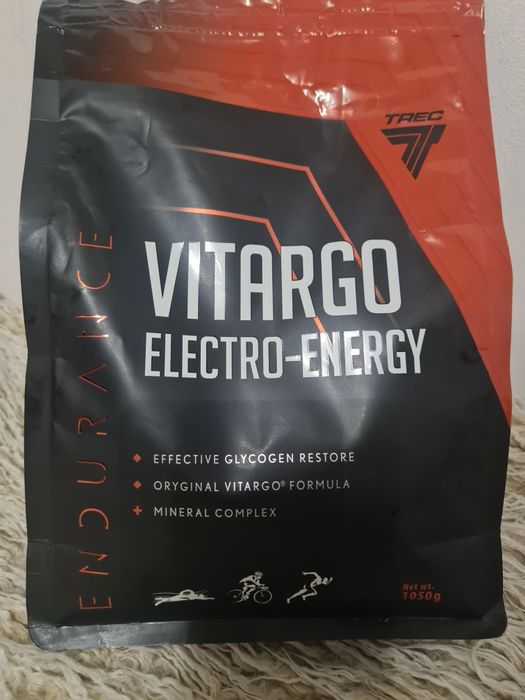 TREC
ENDURANCE
VITARGO
ELECTRO-ENERGY
EFFECTIVE GLYCOGEN RESTORE
ORYGINAL VITARGO® FORMULA
MINERAL COMPLEX
Net wt.
1050g